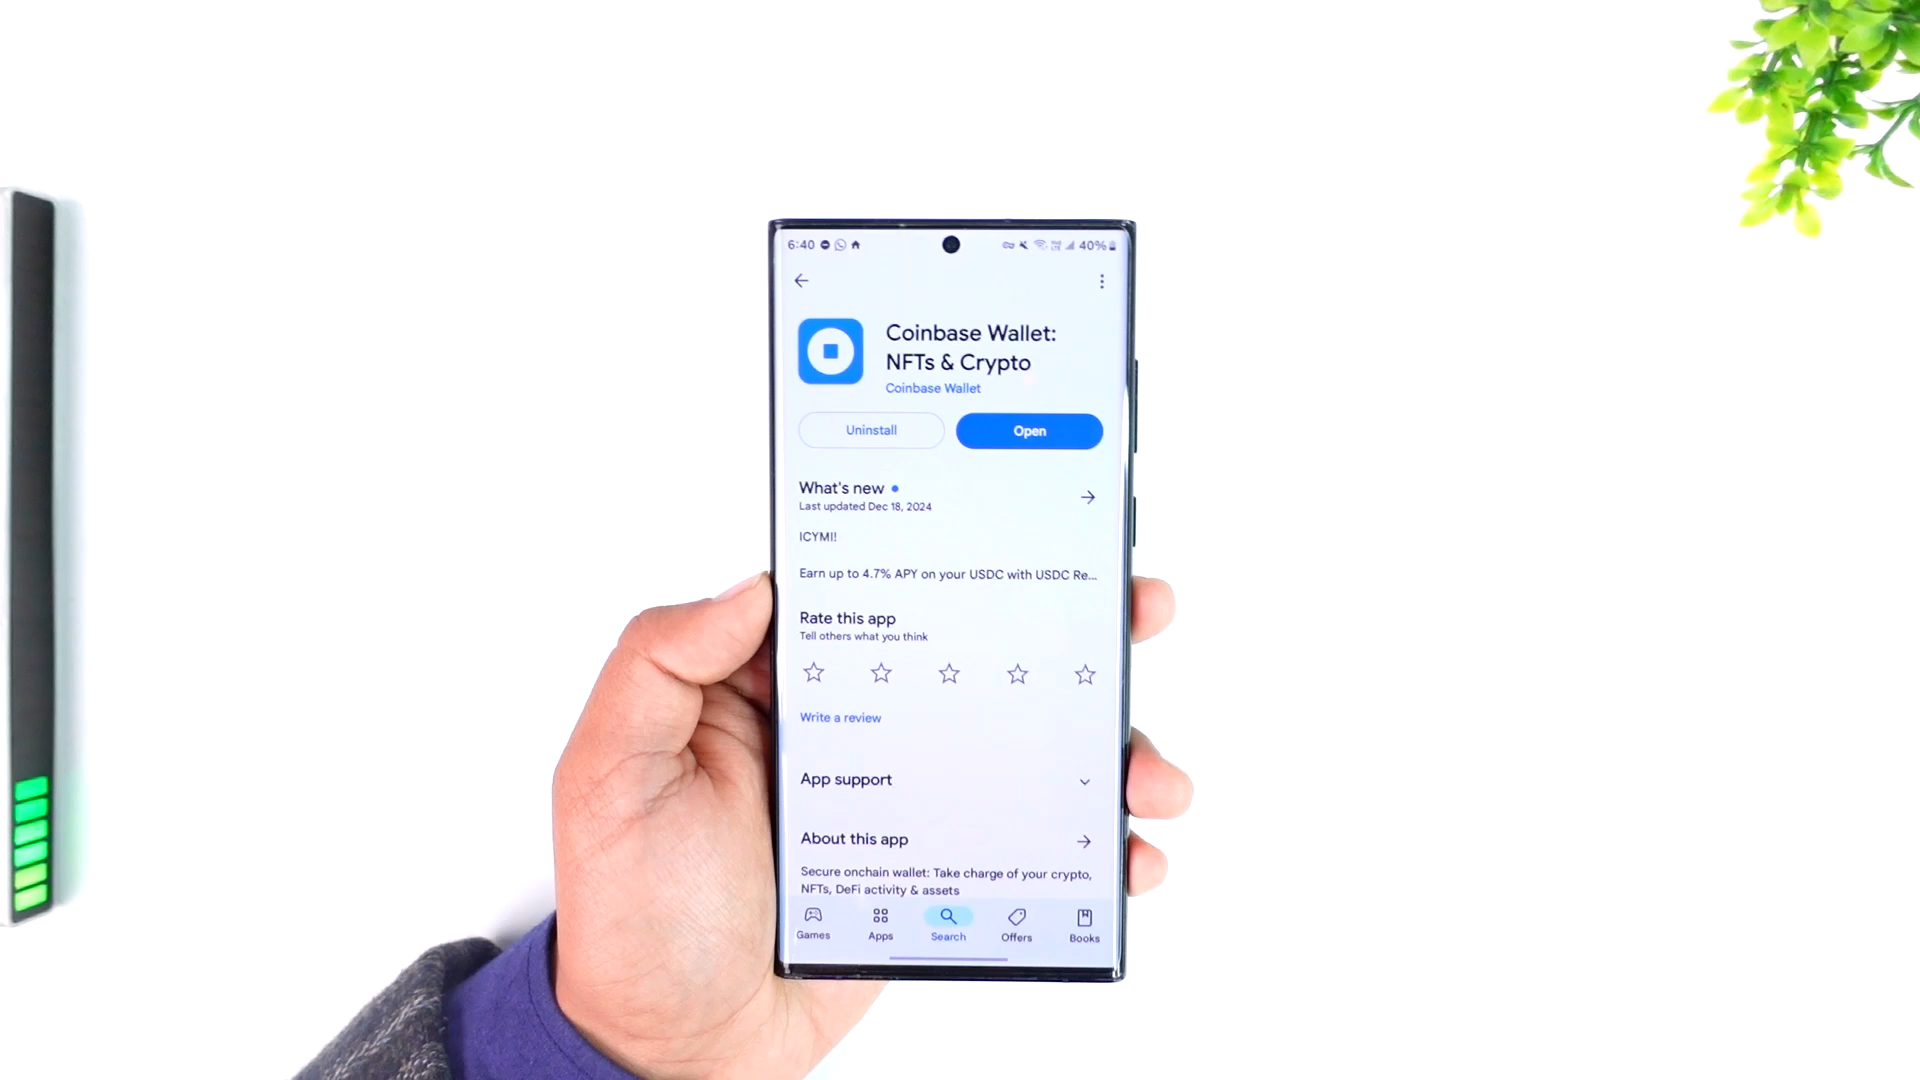 6:40
40%
Coinbase Wallet:
NFTs & Crypto
Coinbase Wallet
Uninstall
Open
What's new
Last updated Dec 18, 2024
ICYMI!
Earn up to 4.7% APY on your USDC with USDC Re...
Rate this app
Tell others what you think
Write a review
App support
About this app
Secure onchain wallet: Take charge of your crypto,
NFTs, DeFi activity & assets
Games
Apps
Search
Offers
Books